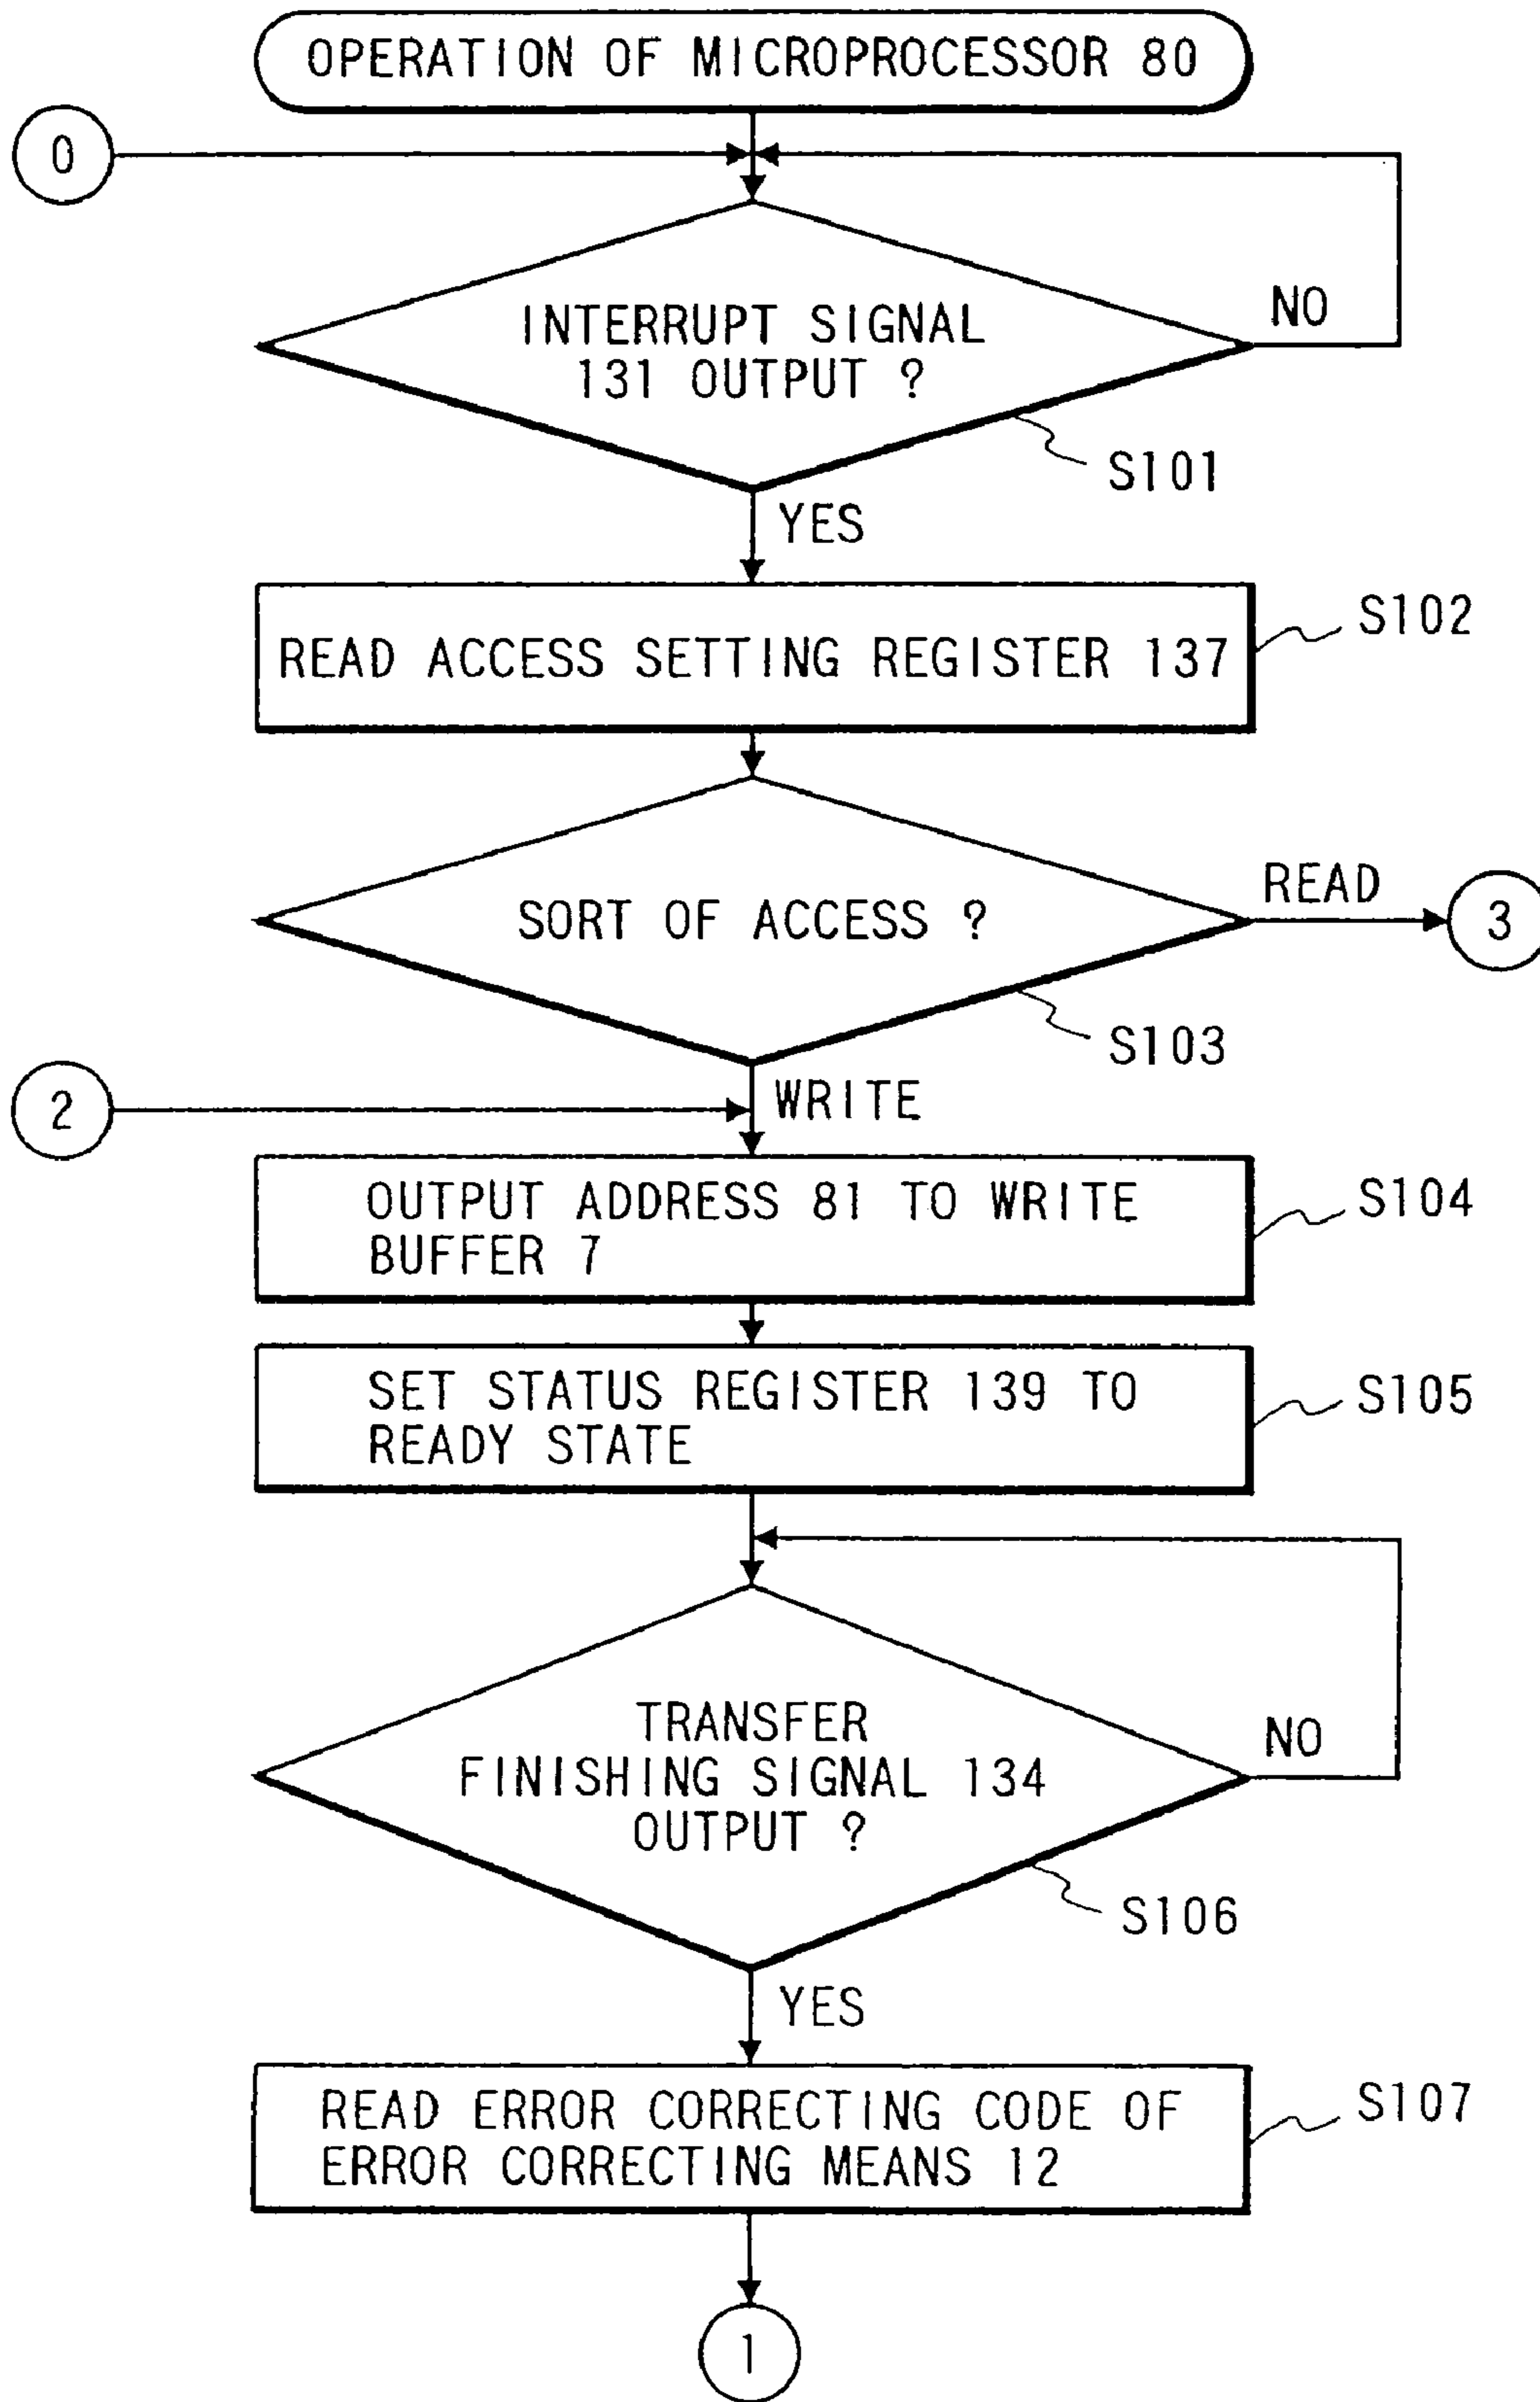 OPERATION OF MICROPROCESSOR 80
0
INTERRUPT SIGNAL
131 OUTPUT ?
NO
S101
YES
READ ACCESS SETTING REGISTER 137
S102
SORT OF ACCESS ?
READ
3
S103
2
WRITE
OUTPUT ADDRESS 81 TO WRITE
BUFFER 7
S104
SET STATUS REGISTER 139 TO
READY STATE
S105
TRANSFER
FINISHING SIGNAL 134
OUTPUT ?
NO
S106
YES
READ ERROR CORRECTING CODE OF
ERROR CORRECTING MEANS 12
S107
1